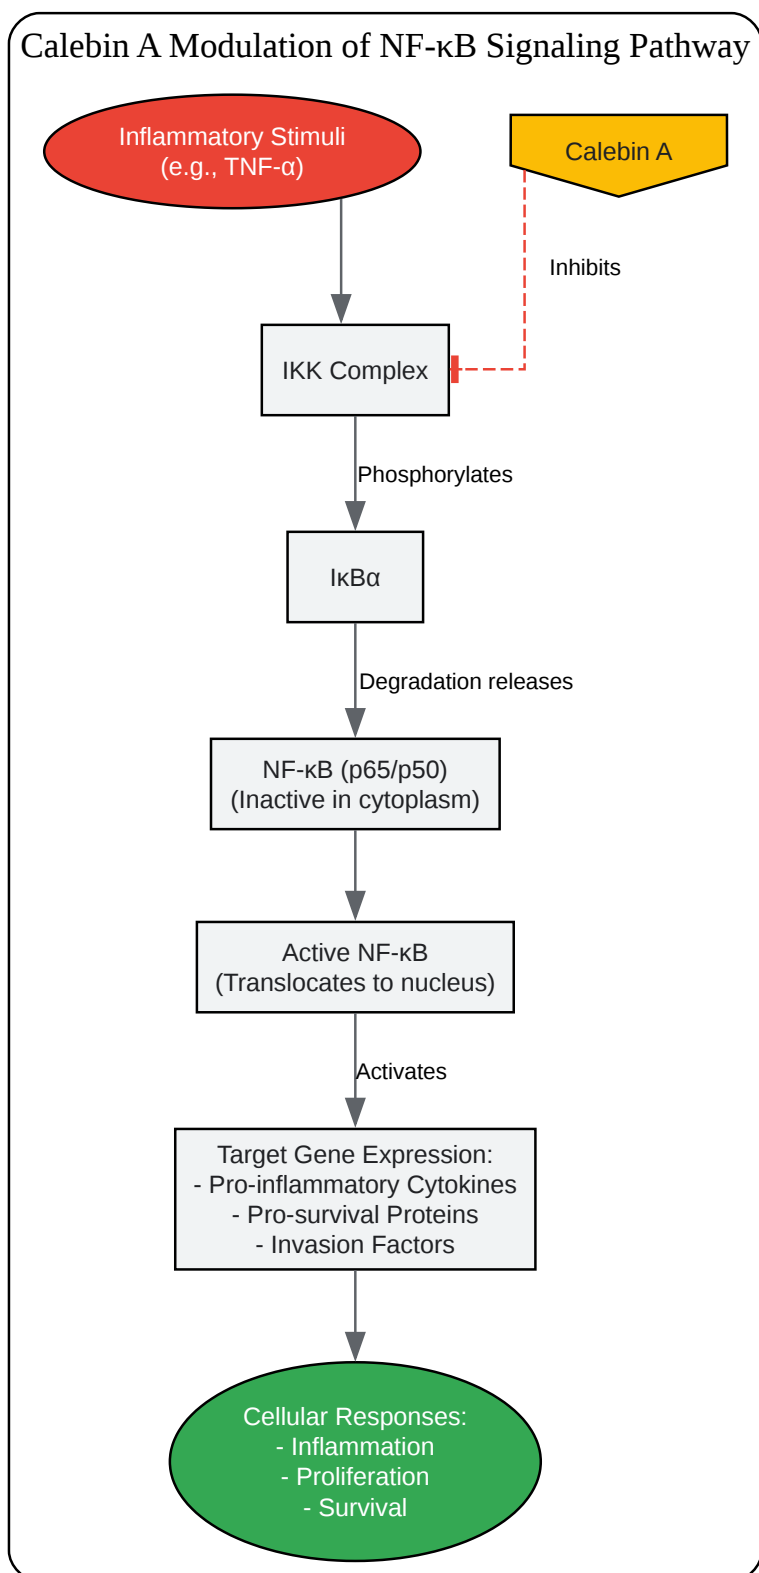 Calebin A Modulation of NF-κB Signaling Pathway
Inflammatory Stimuli
(e.g., TNF-α)
Calebin A
Inhibits
IKK Complex
Phosphorylates
IκBα
Degradation releases
NF-κB (p65/p50)
(Inactive in cytoplasm)
Active NF-κB
(Translocates to nucleus)
Activates
Target Gene Expression:
- Pro-inflammatory Cytokines
- Pro-survival Proteins
- Invasion Factors
Cellular Responses:
- Inflammation
- Proliferation
- Survival